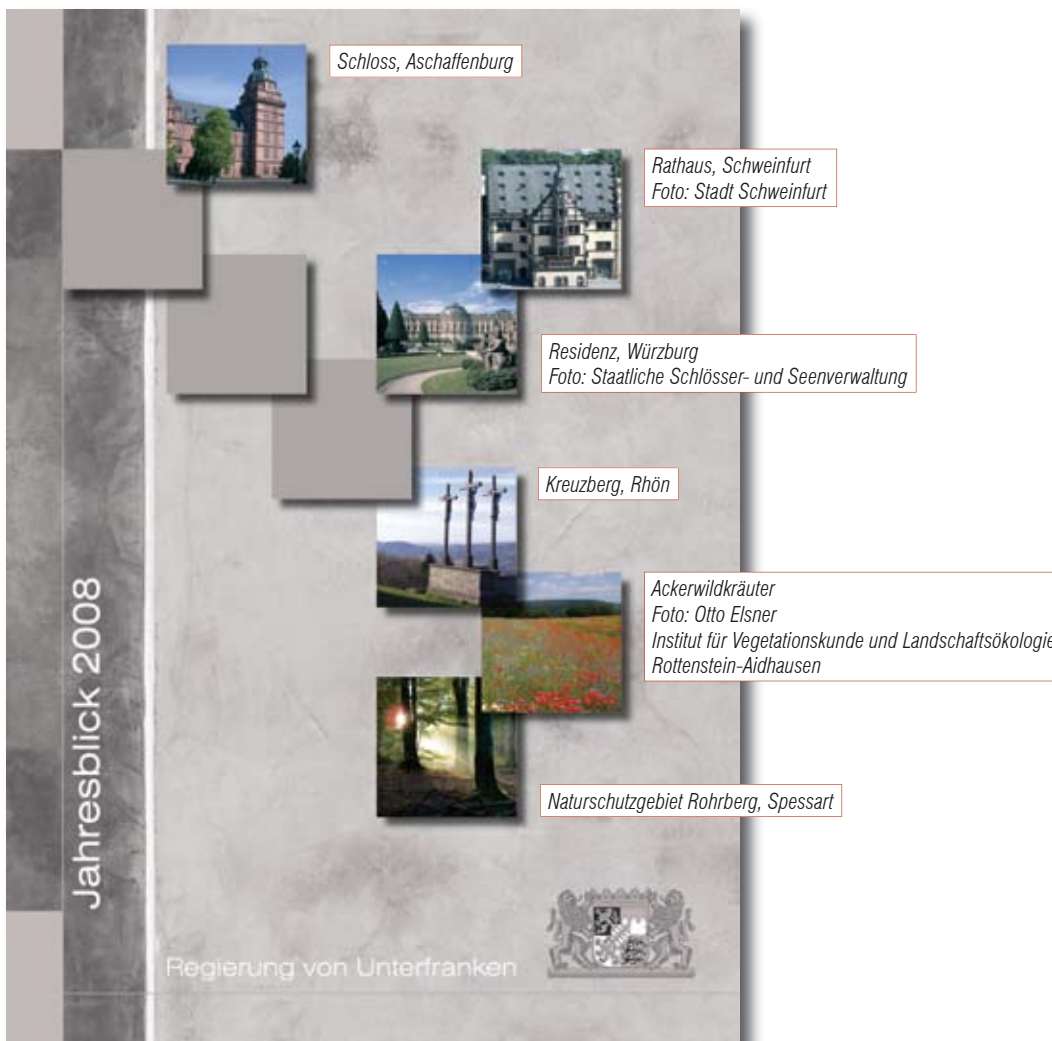 Schloss, Aschaffenburg
Rathaus, Schweinfurt
Foto: Stadt Schweinfurt
Residenz, Würzburg
Foto: Staatliche Schlösser- und Seenverwaltung
Kreuzberg, Rhön
Ackerwildkräuter
Foto: Otto Elsner
Institut für Vegetationskunde und Landschaftsökologie
Rottenstein-Aidhausen
Naturschutzgebiet Rohrberg, Spessart
Jahresblick 2008
Regierung von Unterfranken